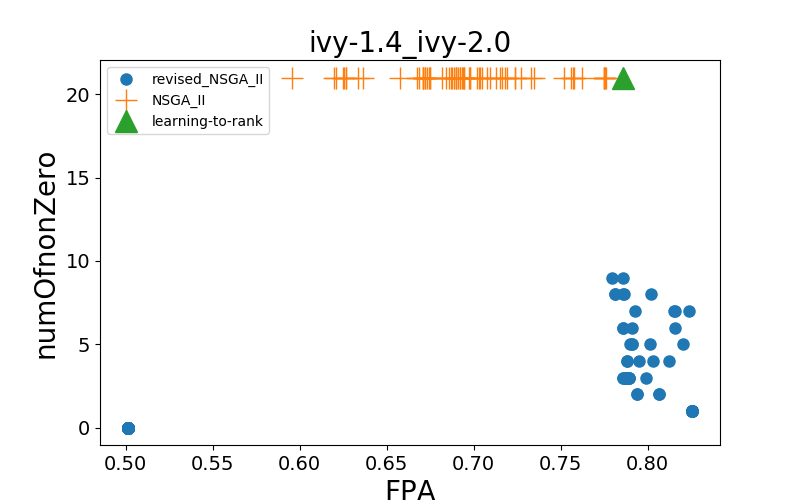 ivy-1.4_ivy-2.0
revised_NSGA_II
NSGA_II
learning-to-rank
numOfnonZero
20
15
10
5
0
0.50 0.55 0.60 0.65 0.70 0.75 0.80
FPA